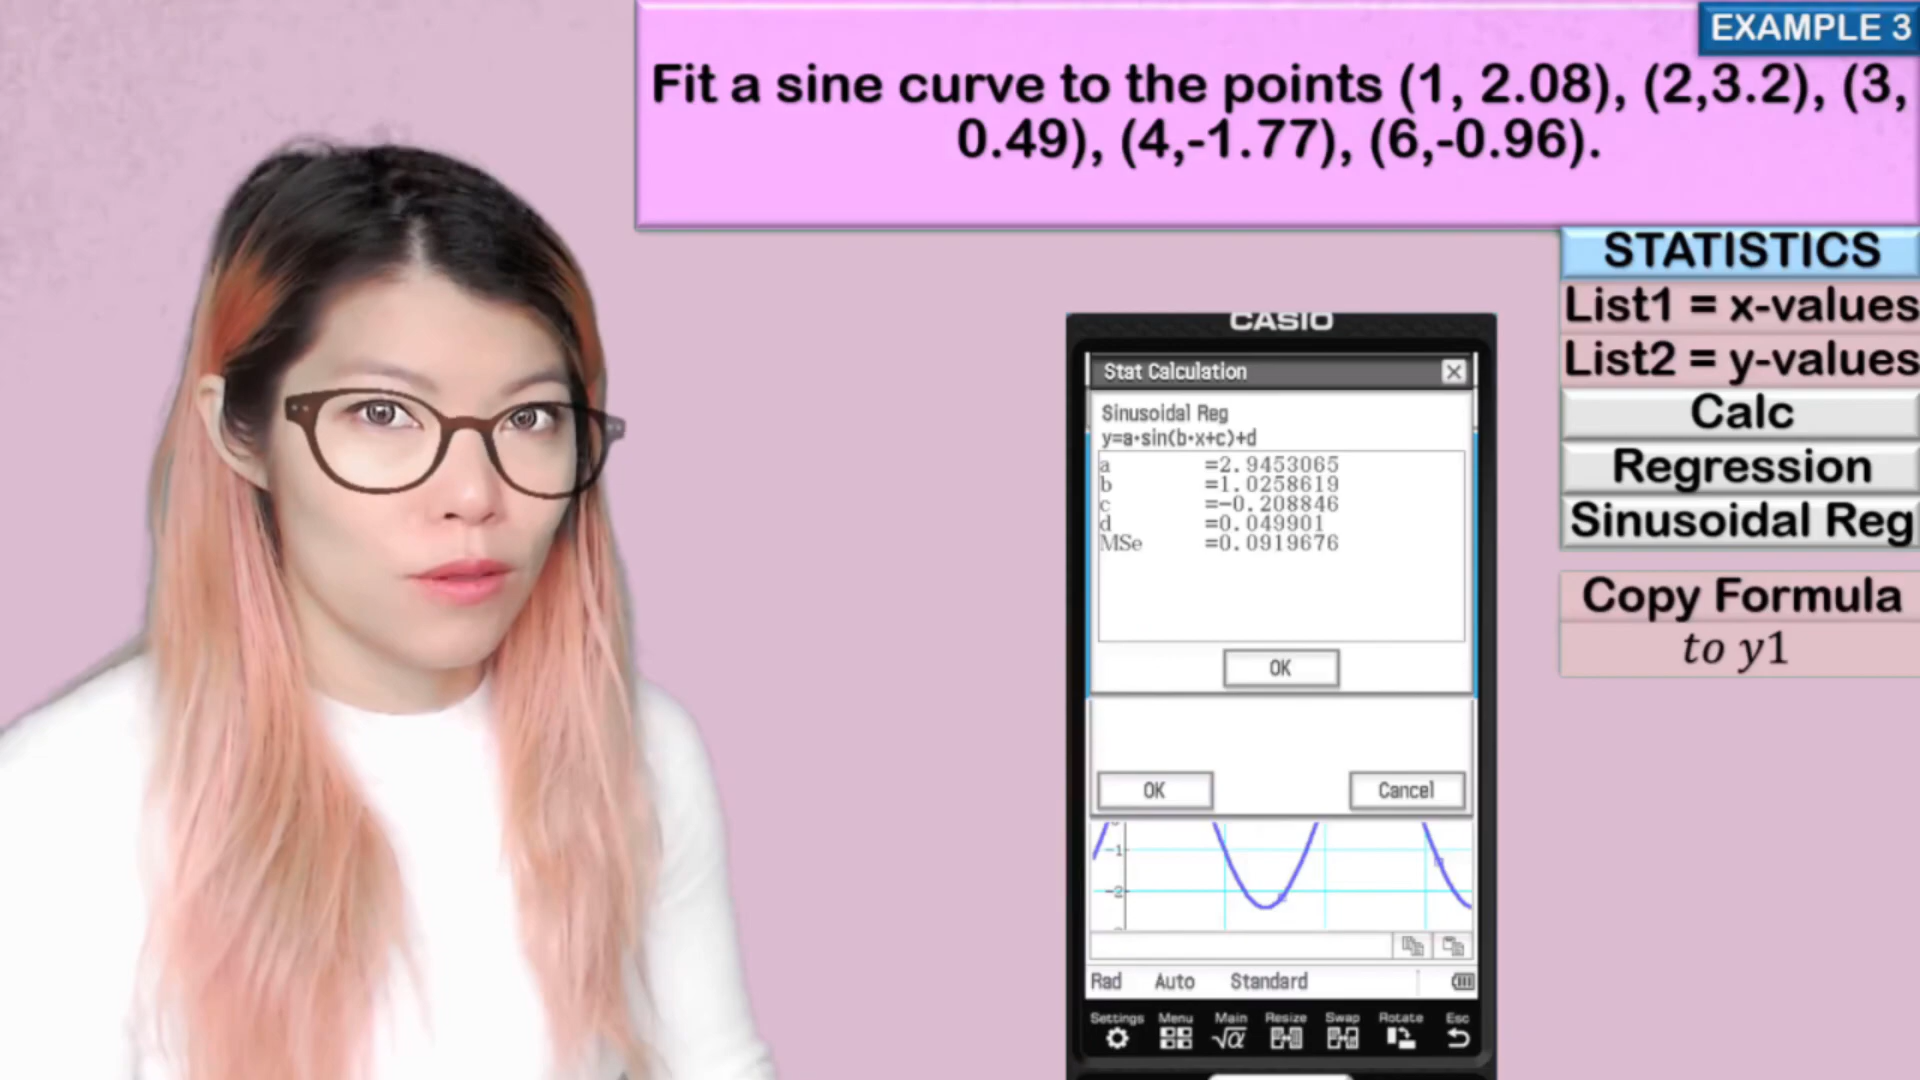 EXAMPLE 3
Fit a sine curve to the points (1, 2.08), (2,3.2), (3,
0.49), (4,-1.77), (6,-0.96).
STATISTICS
List1 = x-values
List2 = y-values
Calc
Regression
Sinusoidal Reg
Copy Formula
to y1
CASIO
Stat Calculation
Sinusoidal Reg
y=a•sin(b•x+c)+d
a =2.9453065
b =1.0258619
c =-0.208846
d =0.049901
MSe =0.0919676
OK
OK Cancel
-1
-2
Rad Auto Standard
Settings Menu Main Resize Swap Rotate Esc
√α